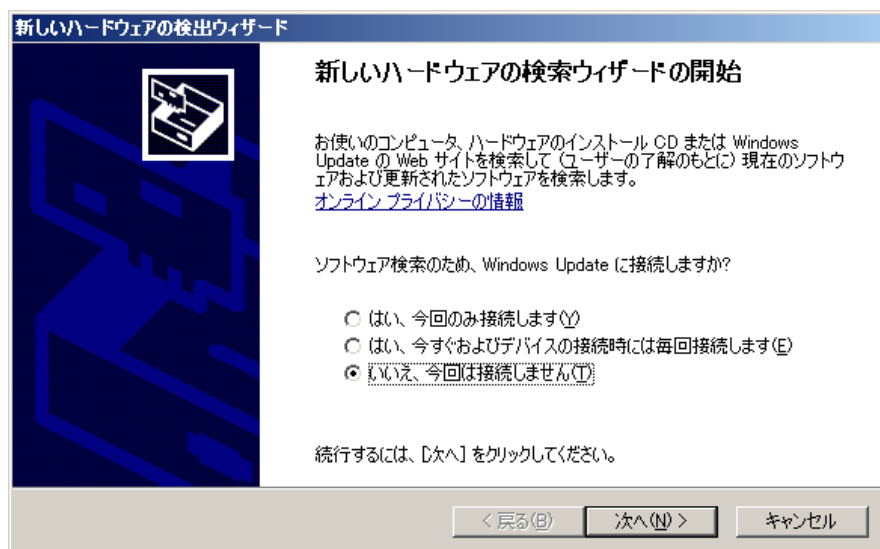 新しいハードウェアの検出ウィザード
新しいハードウェアの検索ウィザードの開始
お使いのコンピュータ、ハードウェアのインストール CD または Windows
Update の Web サイトを検索して (ユーザーの了解のもとに) 現在のソフトウ
ェアおよび更新されたソフトウェアを検索します。
オンライン プライバシーの情報
ソフトウェア検索のため、Windows Update に接続しますか?
はい、今回のみ接続します(Y)
はい、今すぐおよびデバイスの接続時には毎回接続します(E)
いいえ、今回は接続しません(T)
続行するには、[次へ] をクリックしてください。
< 戻る(B)
次へ(N) >
キャンセル